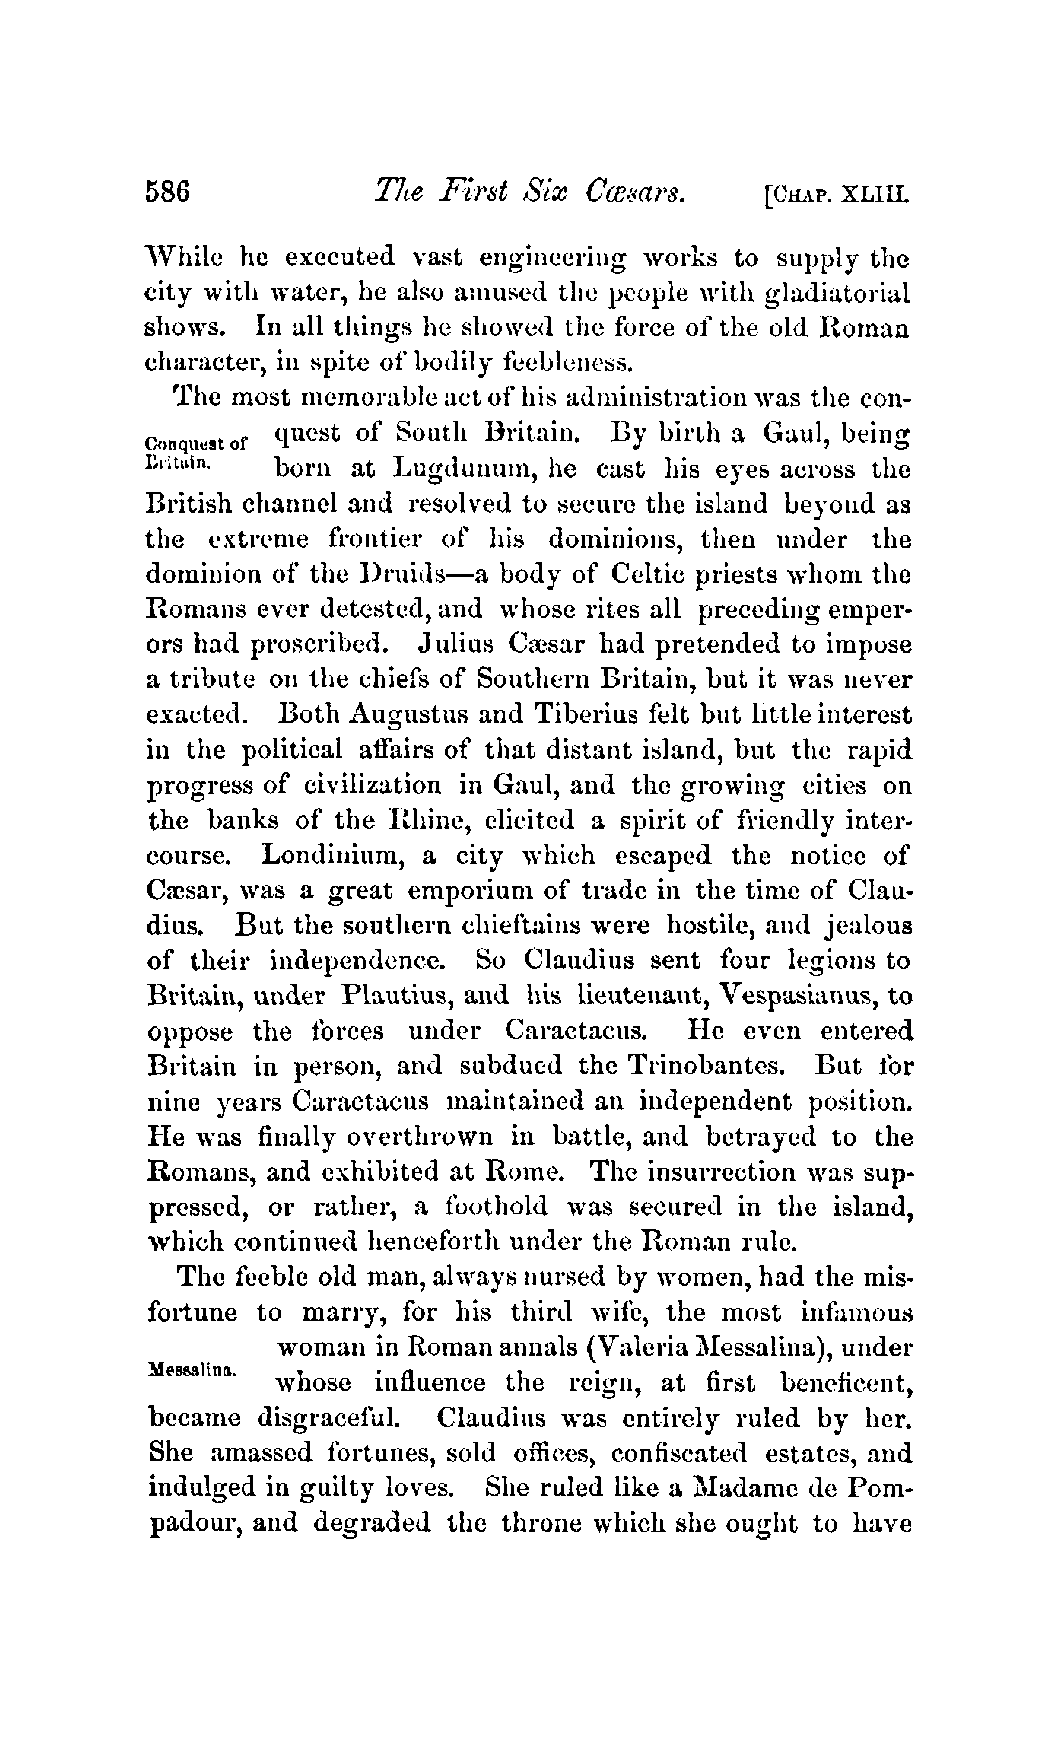 586 The First Six Cæsars. [CHAP. XLIII.
While he executed vast engineering works to supply the
city with water, he also amused the people with gladiatorial
shows. In all things he showed the force of the old Roman
character, in spite of bodily feebleness.
The most memorable act of his administration was the con-
Conquest of
Britain.
quest of South Britain. By birth a Gaul, being
born at Lugdunum, he cast his eyes across the
British channel and resolved to secure the island beyond as
the extreme frontier of his dominions, then under the
dominion of the Druids—a body of Celtic priests whom the
Romans ever detested, and whose rites all preceding emper-
ors had proscribed. Julius Cæsar had pretended to impose
a tribute on the chiefs of Southern Britain, but it was never
exacted. Both Augustus and Tiberius felt but little interest
in the political affairs of that distant island, but the rapid
progress of civilization in Gaul, and the growing cities on
the banks of the Rhine, elicited a spirit of friendly inter-
course. Londinium, a city which escaped the notice of
Cæsar, was a great emporium of trade in the time of Clau-
dius. But the southern chieftains were hostile, and jealous
of their independence. So Claudius sent four legions to
Britain, under Plautius, and his lieutenant, Vespasianus, to
oppose the forces under Caractacus. He even entered
Britain in person, and subdued the Trinobantes. But for
nine years Caractacus maintained an independent position.
He was finally overthrown in battle, and betrayed to the
Romans, and exhibited at Rome. The insurrection was sup-
pressed, or rather, a foothold was secured in the island,
which continued henceforth under the Roman rule.
The feeble old man, always nursed by women, had the mis-
fortune to marry, for his third wife, the most infamous
Messalina.
woman in Roman annals (Valeria Messalina), under
whose influence the reign, at first beneficent,
became disgraceful. Claudius was entirely ruled by her.
She amassed fortunes, sold offices, confiscated estates, and
indulged in guilty loves. She ruled like a Madame de Pom-
padour, and degraded the throne which she ought to have